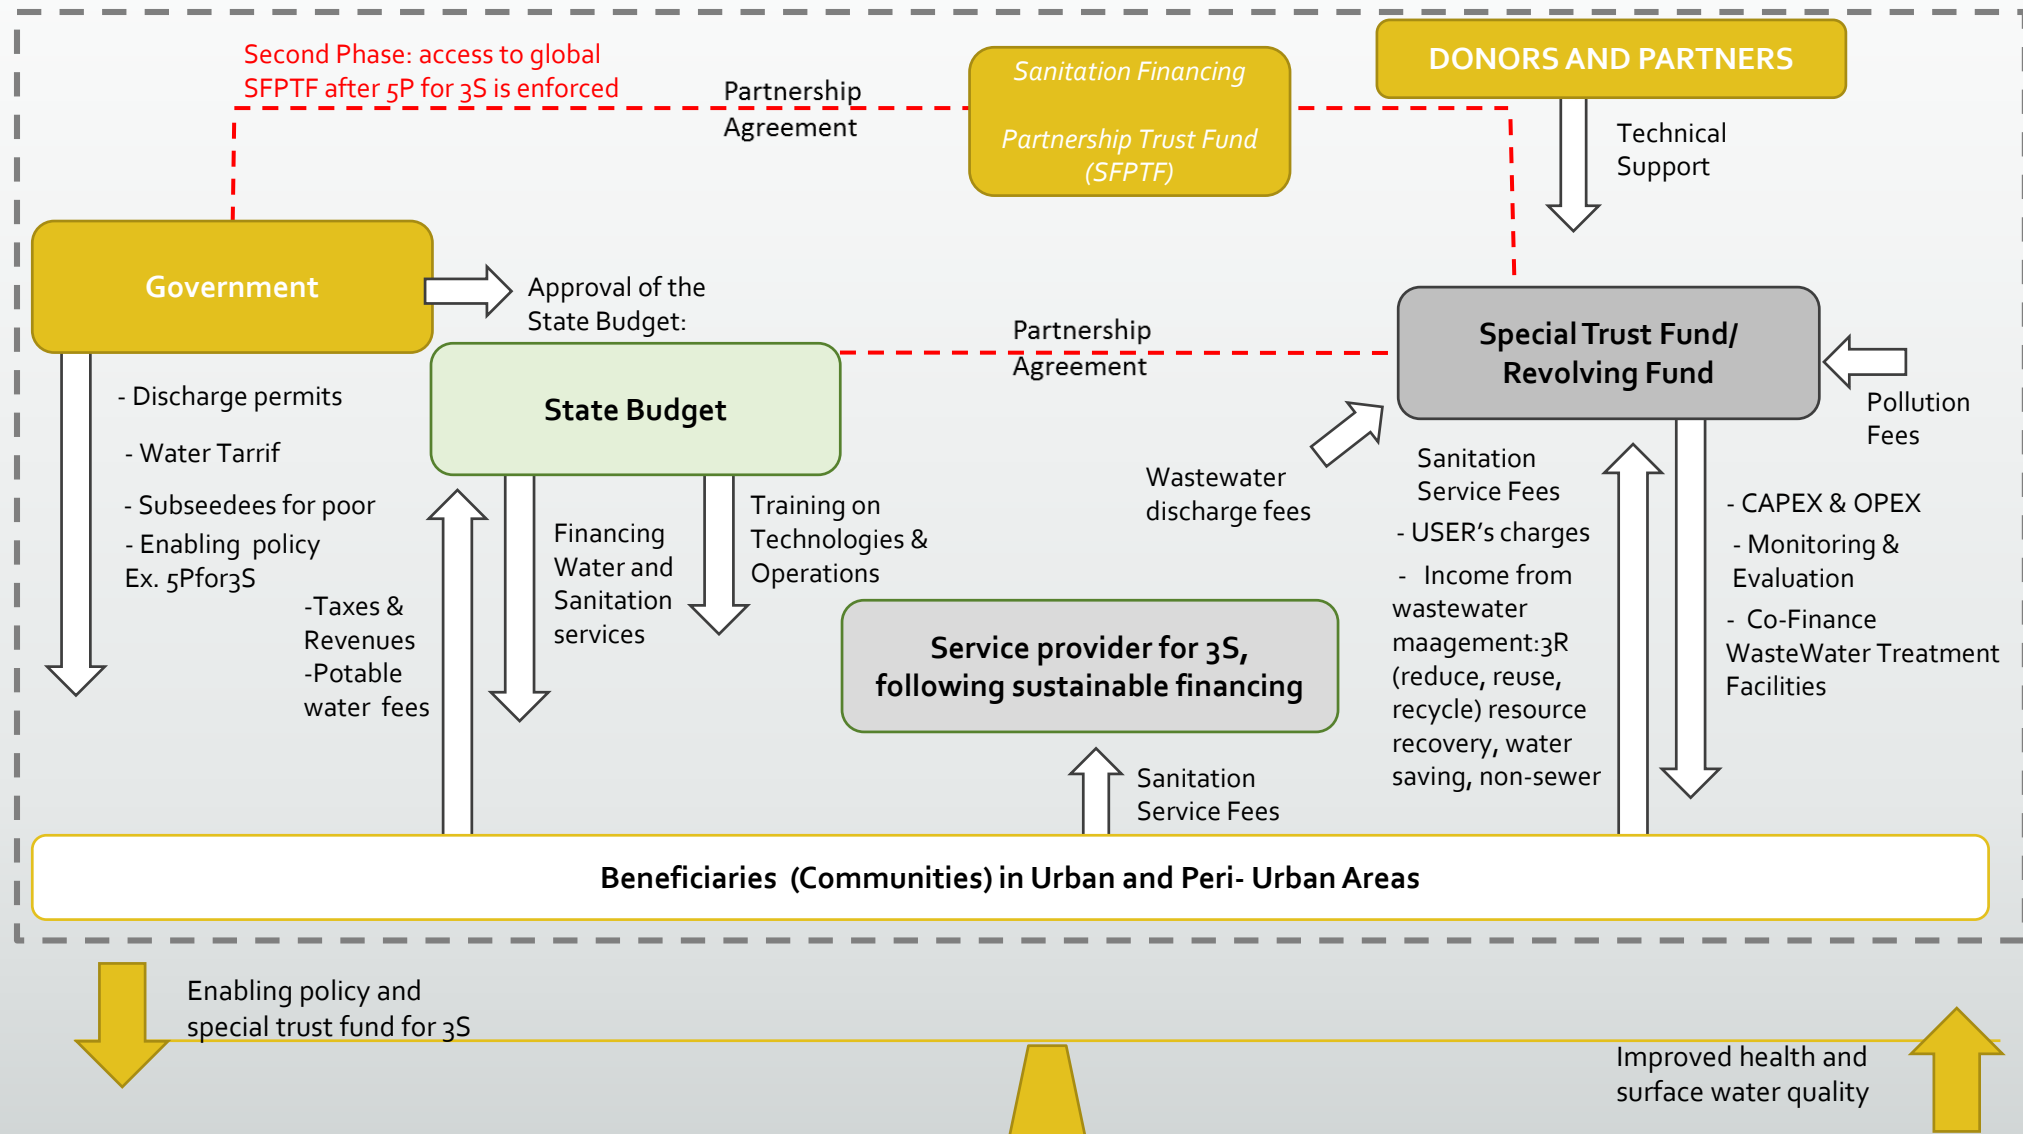 Second Phase: access to global
SFPTF after 5P for 3S is enforced
Partnership
Agreement
Sanitation Financing
Partnership Trust Fund
(SFPTF)
DONORS AND PARTNERS
Technical
Support
Government
Approval of the
State Budget:
Partnership
Agreement
Special Trust Fund/
Revolving Fund
Pollution
Fees
State Budget
- Discharge permits
- Water Tarrif
- Subseedees for poor
- Enabling policy
Ex. 5Pfor3S
-Taxes &
Revenues
-Potable
water fees
Financing
Water and
Sanitation
services
Training on
Technologies &
Operations
Wastewater
discharge fees
Sanitation
Service Fees
- USER's charges
- Income from
wastewater
maagement:3R
(reduce, reuse,
recycle) resource
recovery, water
saving, non-sewer
- CAPEX & OPEX
- Monitoring &
Evaluation
- Co-Finance
WasteWater Treatment
Facilities
Service provider for 3S,
following sustainable financing
Sanitation
Service Fees
Beneficiaries (Communities) in Urban and Peri- Urban Areas
Enabling policy and
special trust fund for 3S
Improved health and
surface water quality